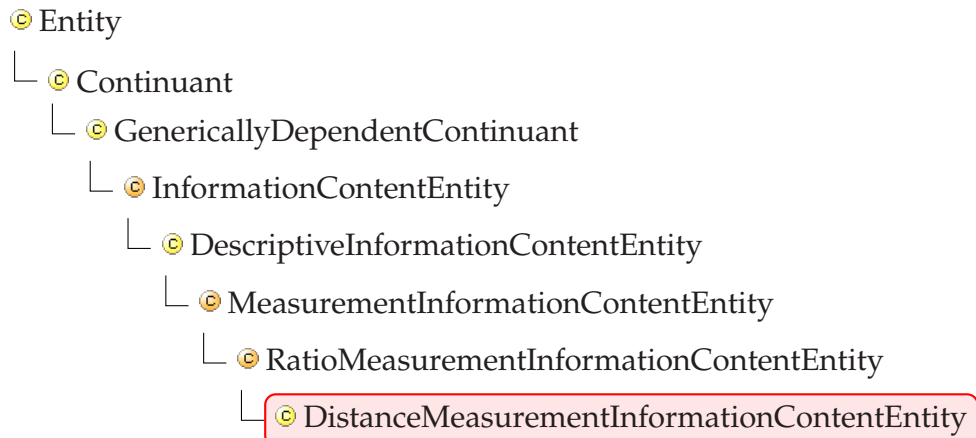 C Entity
C Continuant
C GenericallyDependentContinuant
C InformationContentEntity
C DescriptiveInformationContentEntity
C MeasurementInformationContentEntity
C RatioMeasurementInformationContentEntity
C DistanceMeasurementInformationContentEntity